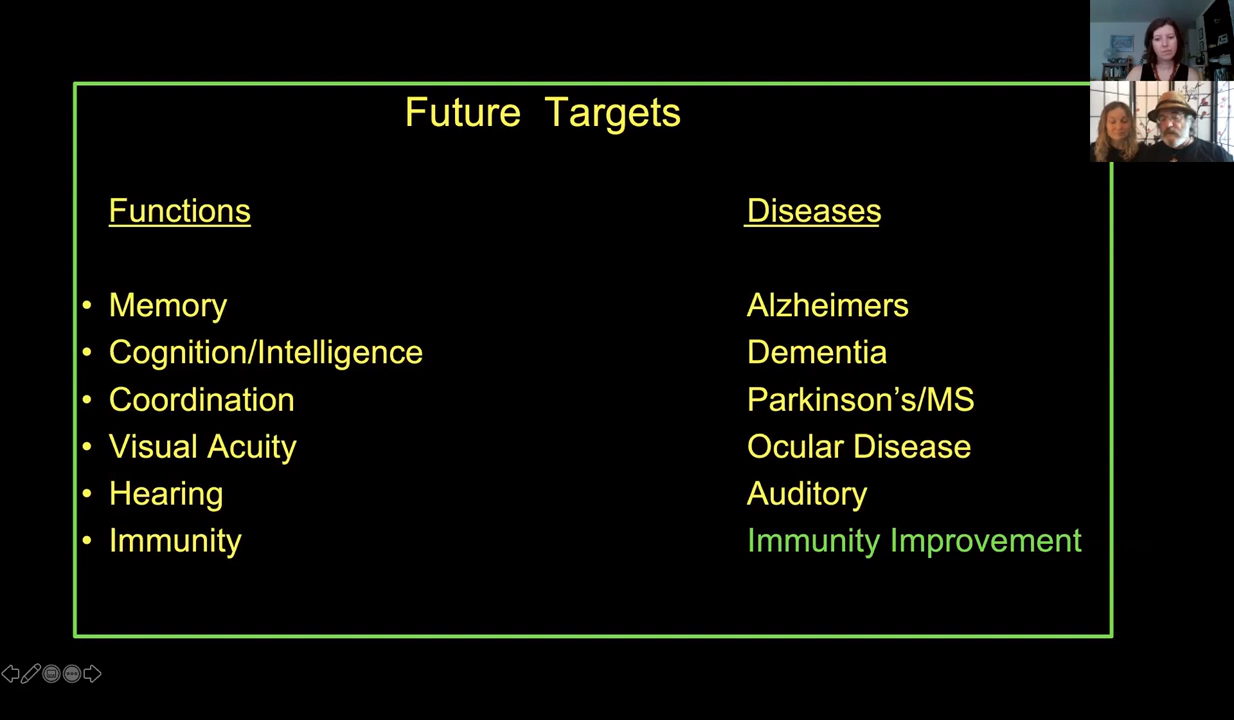 Future Targets
Functions Diseases
• Memory Alzheimers
• Cognition/Intelligence Dementia
• Coordination Parkinson’s/MS
• Visual Acuity Ocular Disease
• Hearing Auditory
• Immunity Immunity Improvement